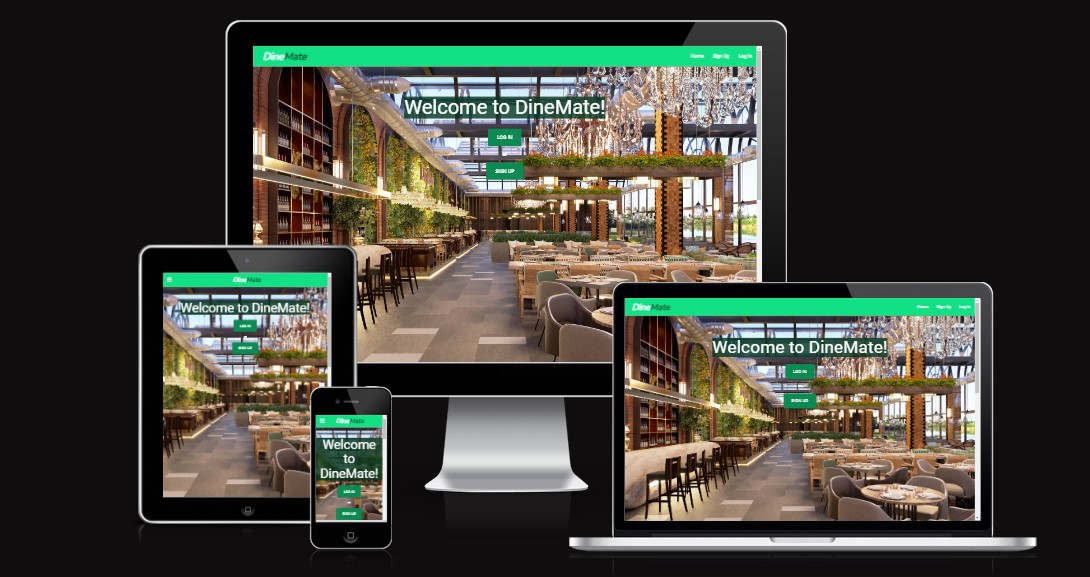 DineMate
Home Sign Up Log In
Welcome to DineMate!
LOG IN
SIGN UP
DineMate
Welcome to DineMate!
LOG IN
SIGN UP
DineMate
Welcome
to
DineMate!
LOG IN
SIGN UP
DineMate
Home Sign Up Log In
Welcome to DineMate!
LOG IN
SIGN UP